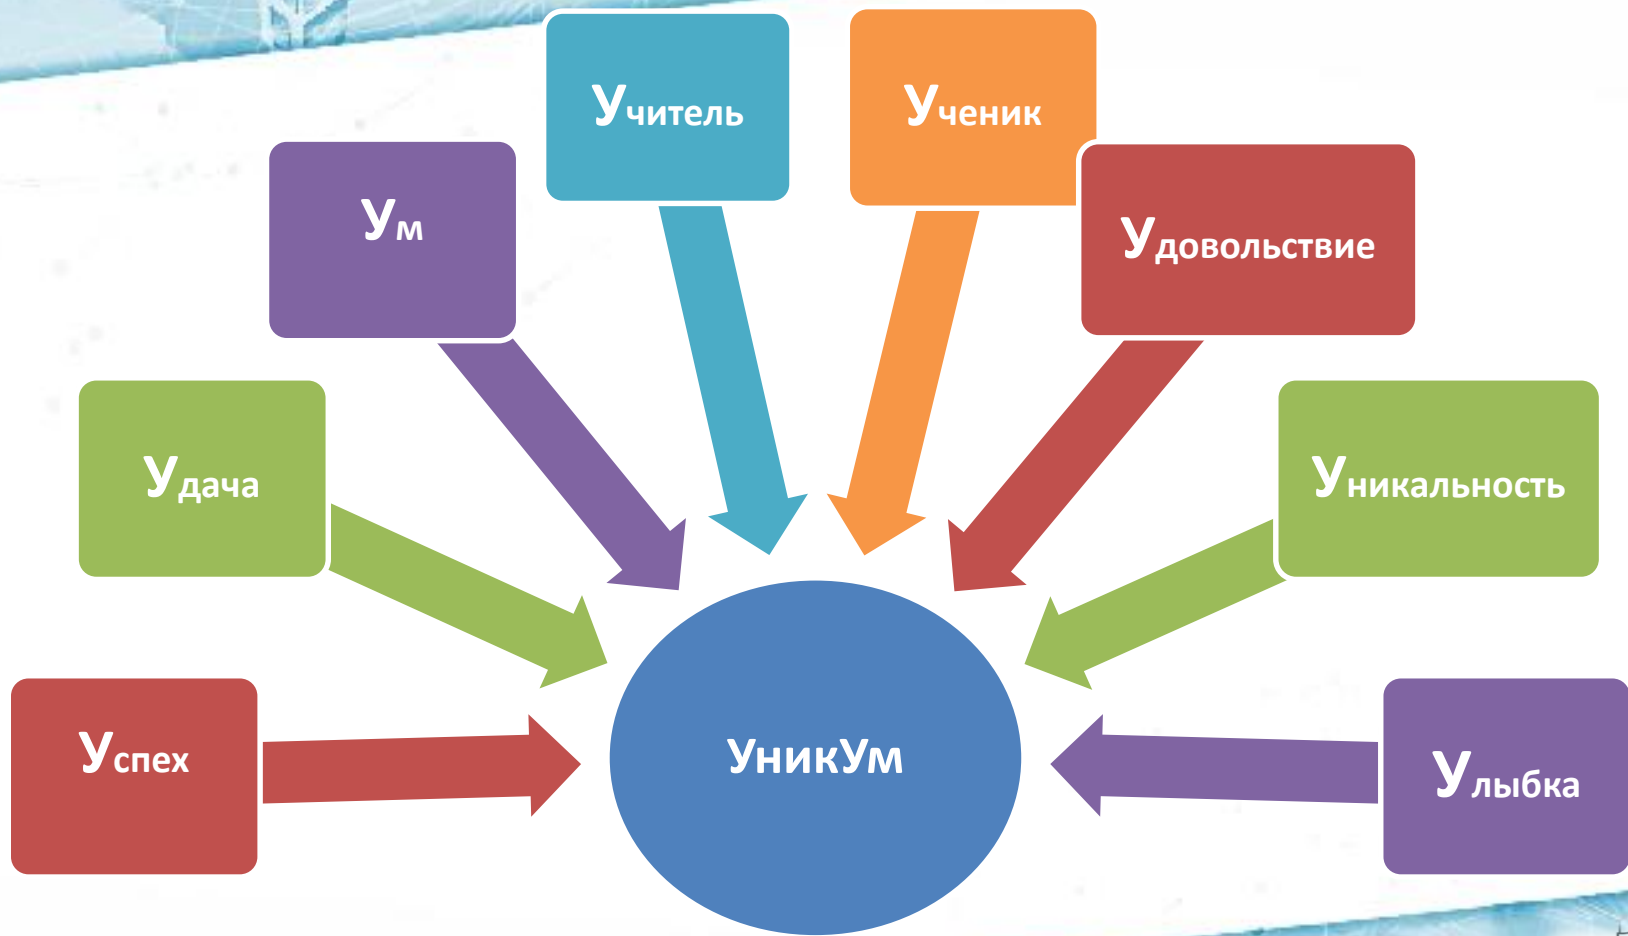 Учитель
Ученик
Ум
Удовольствие
Удача
Уникальность
Успех
УникУм
Улыбка